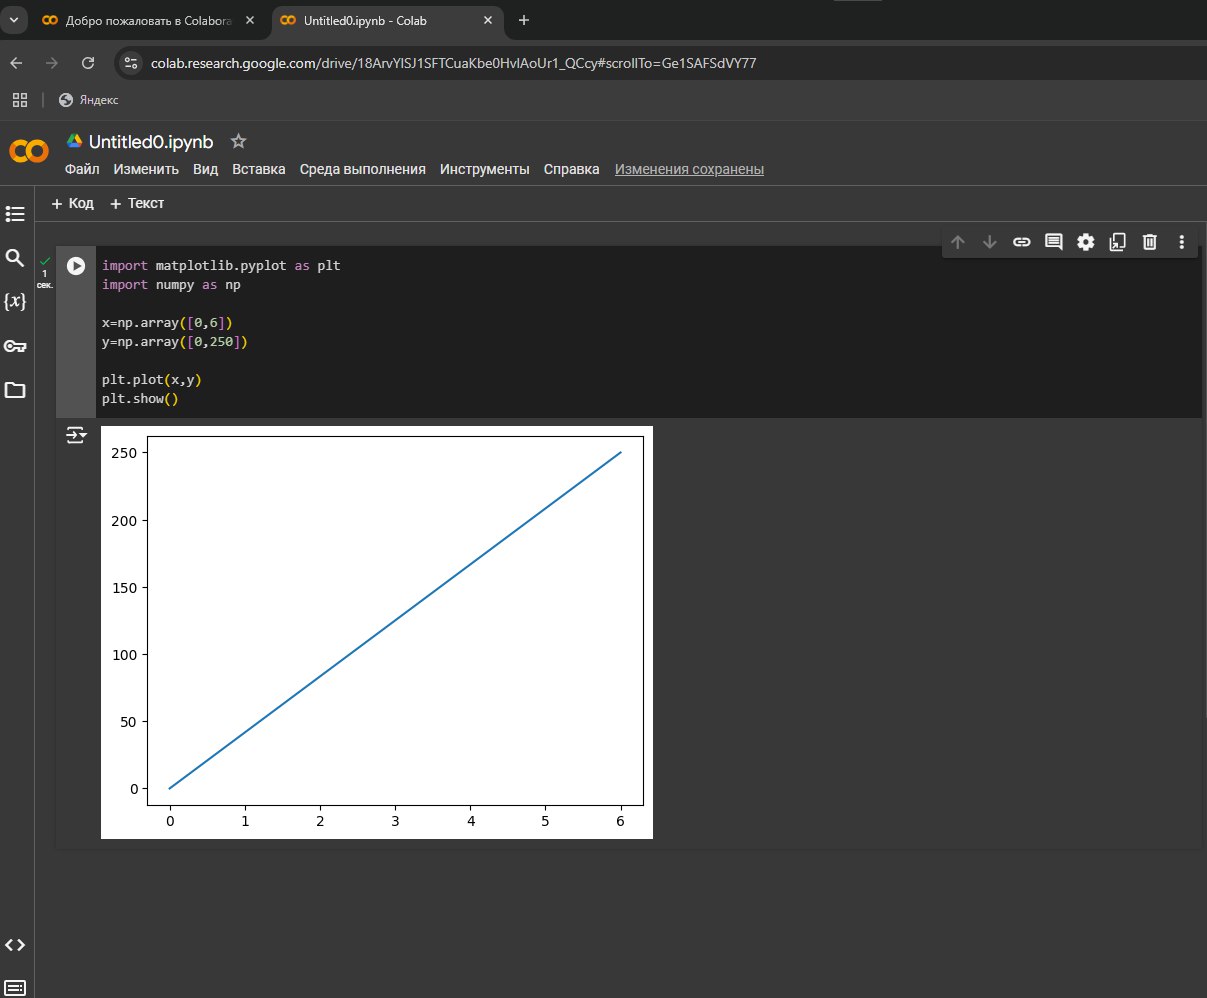 Добро пожаловать в Colabora
Untitled0.ipynb - Colab
colab.research.google.com/drive/18ArvYlSJ1SFTCuaKbe0HvlAoUr1_QCcy#scrollTo=Ge1SAFSdVY77
Яндекс
Untitled0.ipynb
Файл Изменить Вид Вставка Среда выполнения Инструменты Справка Изменения сохранены
+ Код + Текст
1
сек.
{x}
import matplotlib.pyplot as plt
import numpy as np
x=np.array([0,6])
y=np.array([0,250])
plt.plot(x,y)
plt.show()
250
200
150
100
50
0
0 1 2 3 4 5 6